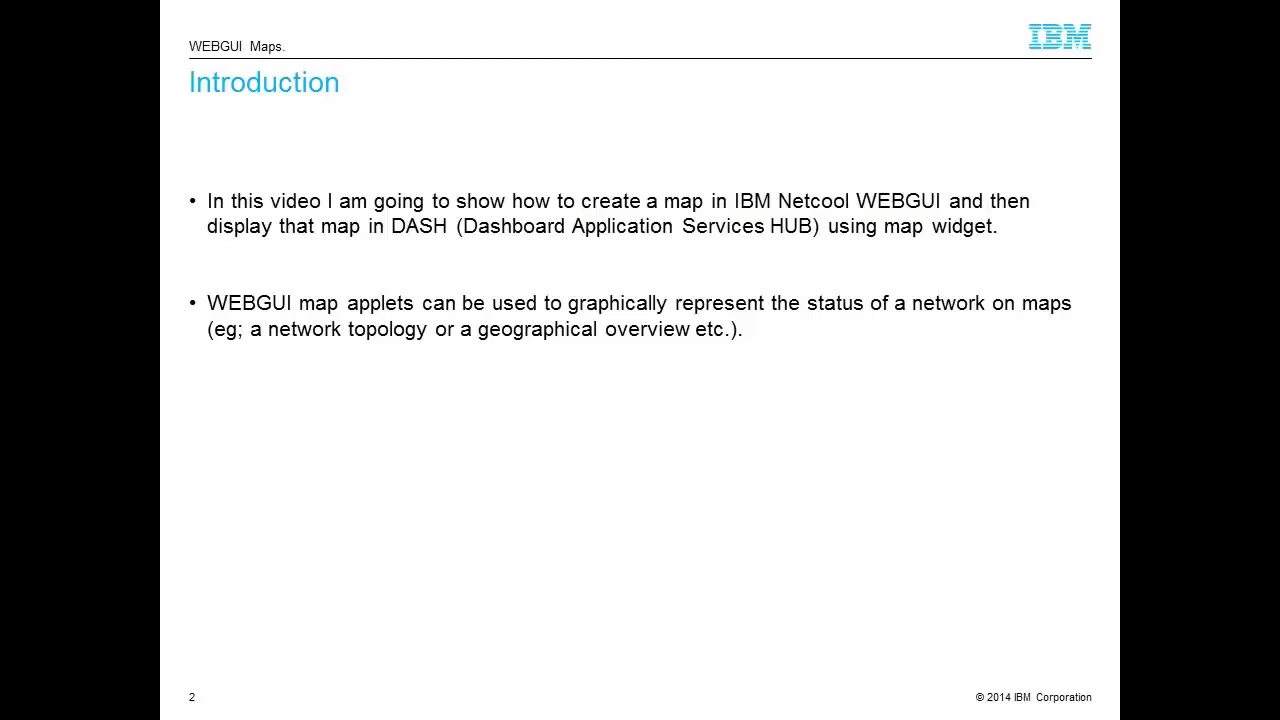 WEBGUI Maps.
IBM
Introduction
• In this video I am going to show how to create a map in IBM Netcool WEBGUI and then
display that map in DASH (Dashboard Application Services HUB) using map widget.
• WEBGUI map applets can be used to graphically represent the status of a network on maps
(eg; a network topology or a geographical overview etc.).
2
© 2014 IBM Corporation